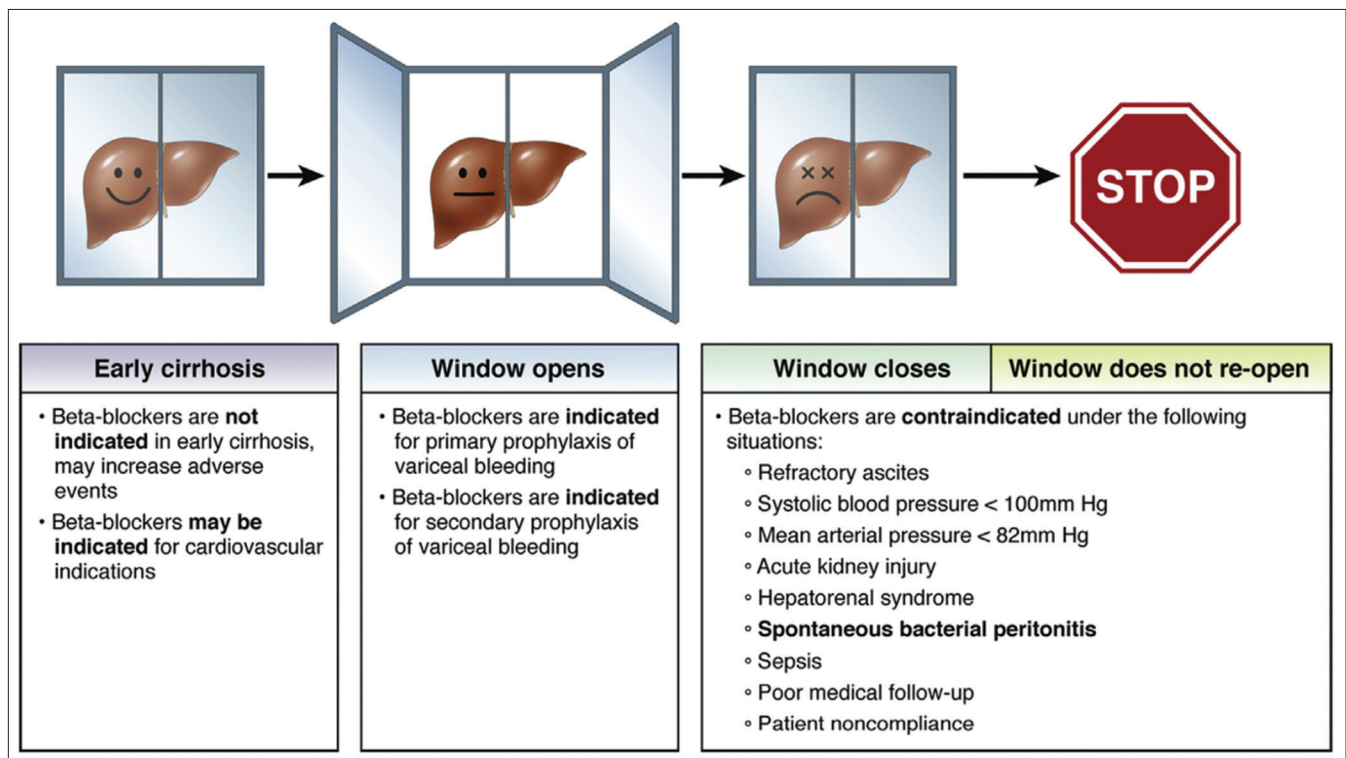 STOP
Early cirrhosis
• Beta-blockers are not
indicated in early cirrhosis,
may increase adverse
events
• Beta-blockers may be
indicated for cardiovascular
indications
Window opens
• Beta-blockers are indicated
for primary prophylaxis of
variceal bleeding
• Beta-blockers are indicated
for secondary prophylaxis
of variceal bleeding
Window closes
Window does not re-open
• Beta-blockers are contraindicated under the following
situations:
∘ Refractory ascites
∘ Systolic blood pressure < 100mm Hg
∘ Mean arterial pressure < 82mm Hg
∘ Acute kidney injury
∘ Hepatorenal syndrome
∘ Spontaneous bacterial peritonitis
∘ Sepsis
∘ Poor medical follow-up
∘ Patient noncompliance